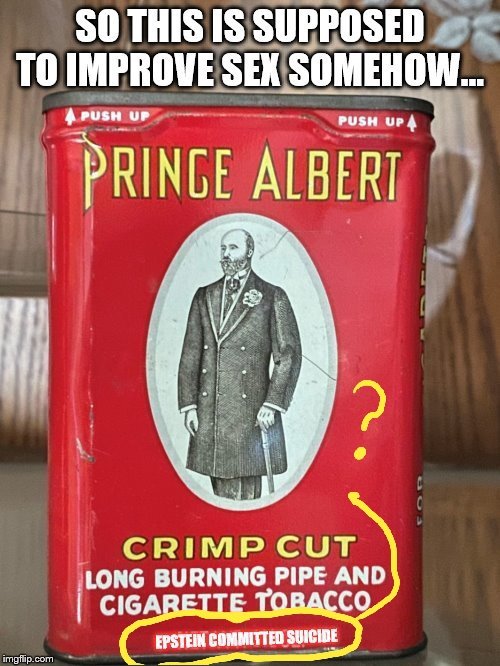 SO THIS IS SUPPOSED
TO IMPROVE SEX SOMEHOW...
PUSH UP
PUSH UP
PRINCE ALBERT
?
CRIMP CUT
LONG BURNING PIPE AND
CIGARETTE TOBACCO
EPSTEIN COMMITTED SUICIDE
imgflip.com